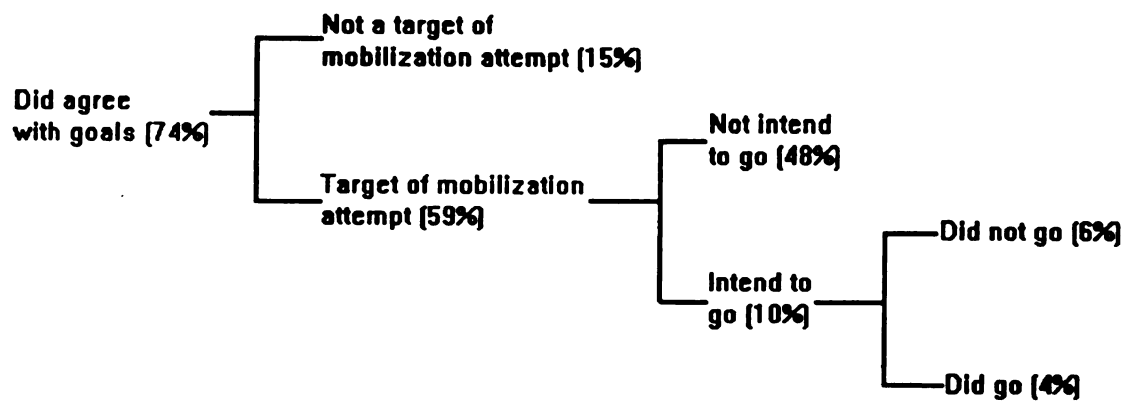 Not a target of
mobilization attempt (15%)
Did agree
with goals (74%)
Not intend
to go (48%)
Target of mobilization
attempt (59%)
Did not go (6%)
Intend to
go (10%)
Did go (4%)